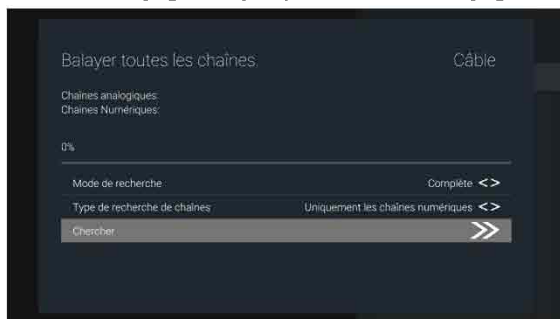 Balayer toutes les chaînes. Câble
Chaînes analogiques:
Chaines Numériques:
0%
Mode de recherche Complète <>
Type de recherche de chaînes Uniquement les chaînes numériques <>
Chercher